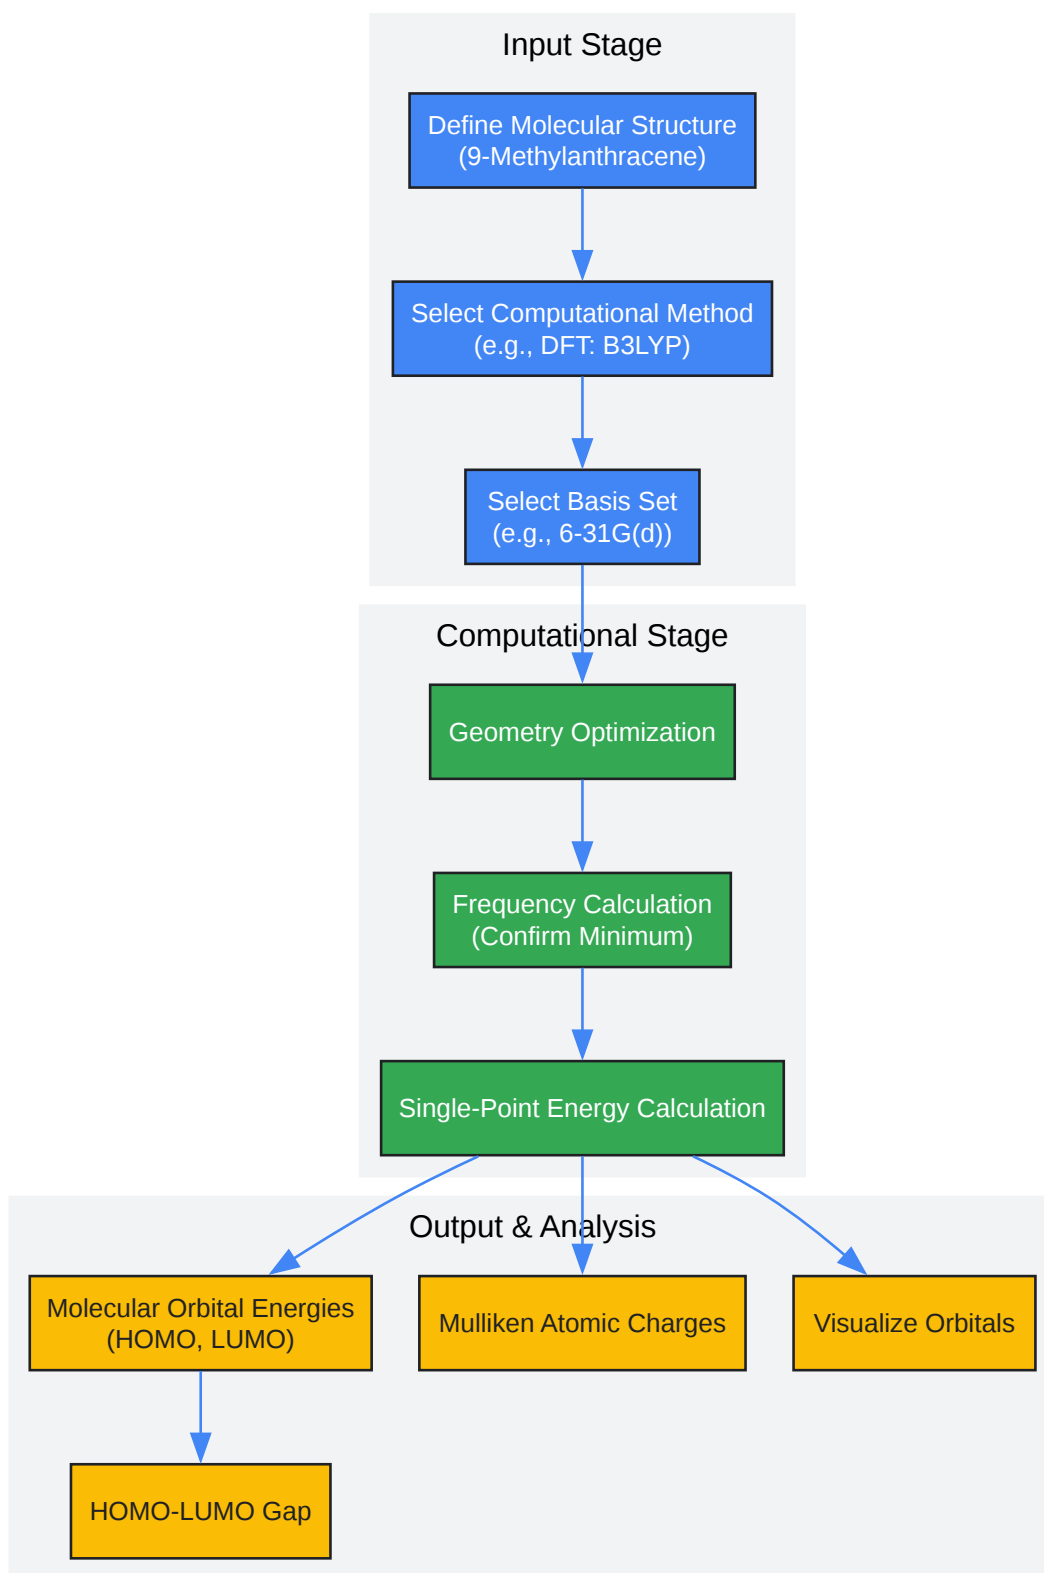 Input Stage
Define Molecular Structure
(9-Methylanthracene)
Select Computational Method
(e.g., DFT: B3LYP)
Select Basis Set
(e.g., 6-31G(d))
Computational Stage
Geometry Optimization
Frequency Calculation
(Confirm Minimum)
Single-Point Energy Calculation
Output & Analysis
Molecular Orbital Energies
(HOMO, LUMO)
Mulliken Atomic Charges
Visualize Orbitals
HOMO-LUMO Gap